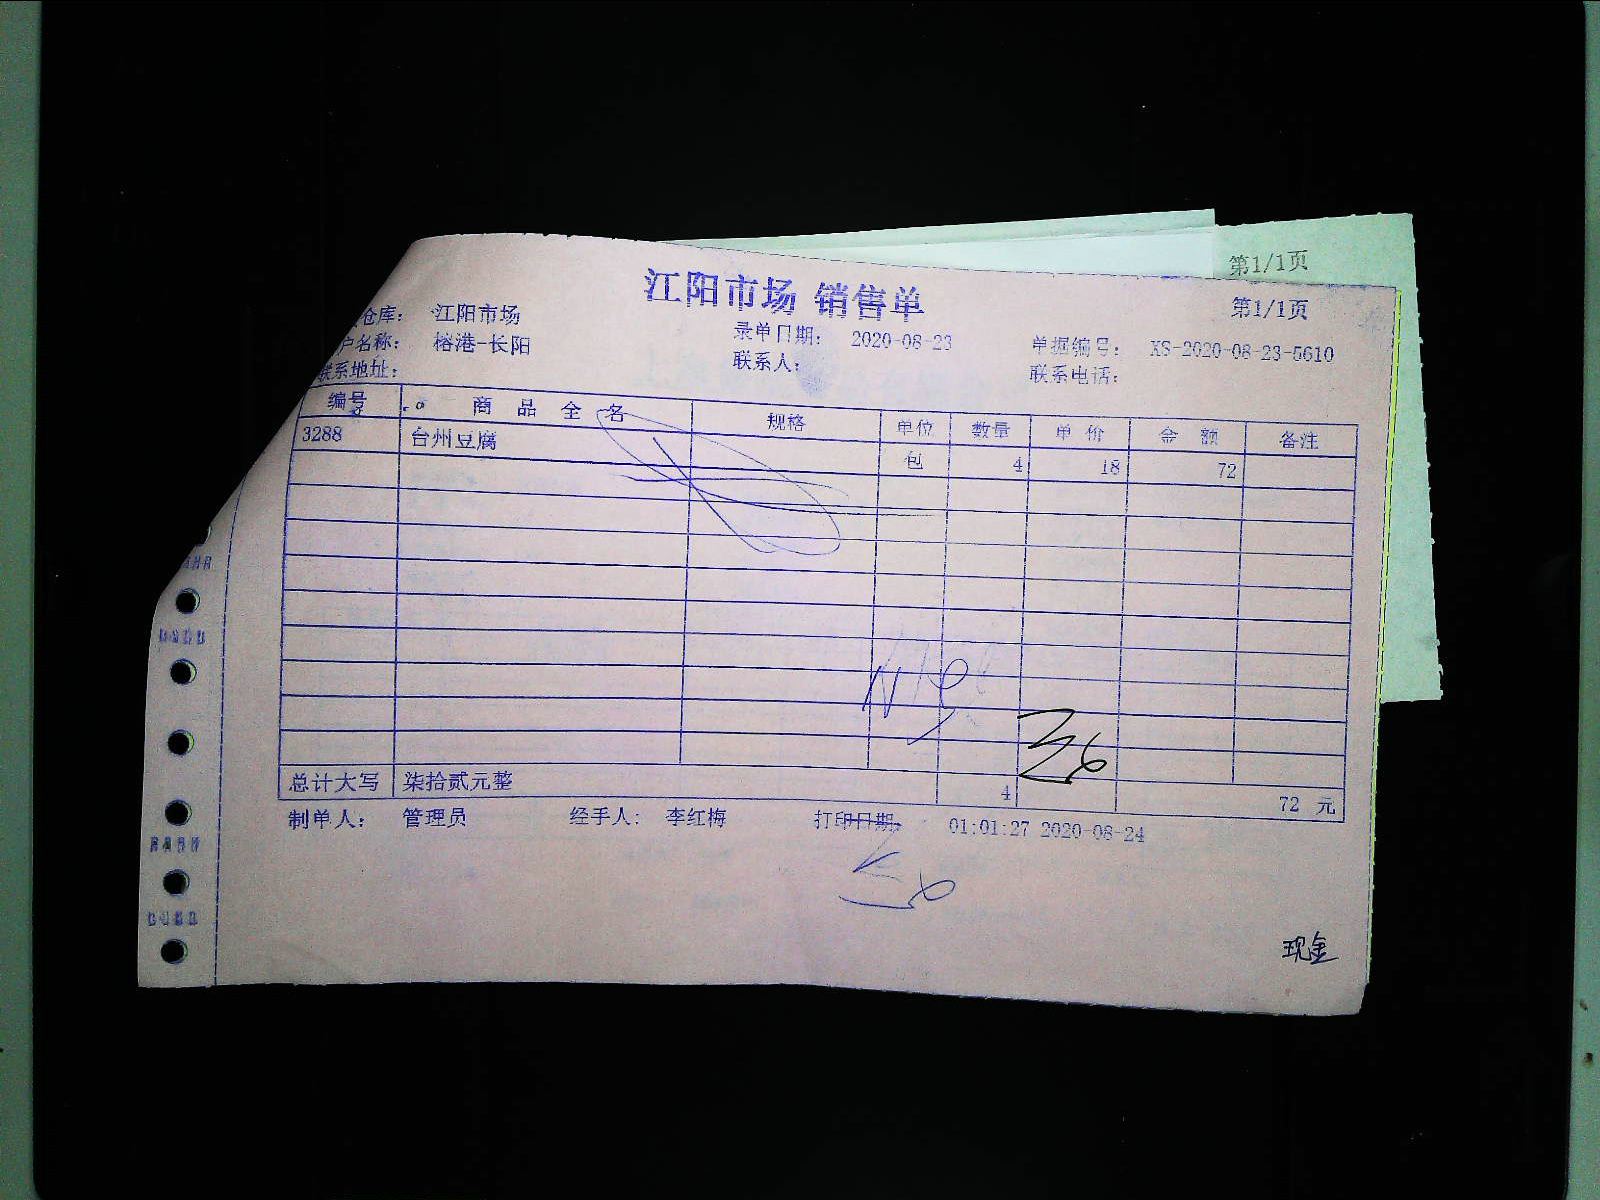 第1/1页
江阳市场 销售单
第1/1页
仓库: 江阳市场
户名称: 榕港-长阳 录单日期: 2020-08-23 单据编号: XS-2020-08-23-5610
联系地址: 联系人: 联系电话:
编号 商品全名 规格 单位 数量 单价 金额 备注
3288 台州豆腐 包 4 18 72
36
总计大写 柒拾贰元整 4 72 元
制单人: 管理员 经手人: 李红梅 打印日期: 01:01:27 2020-08-24
现金